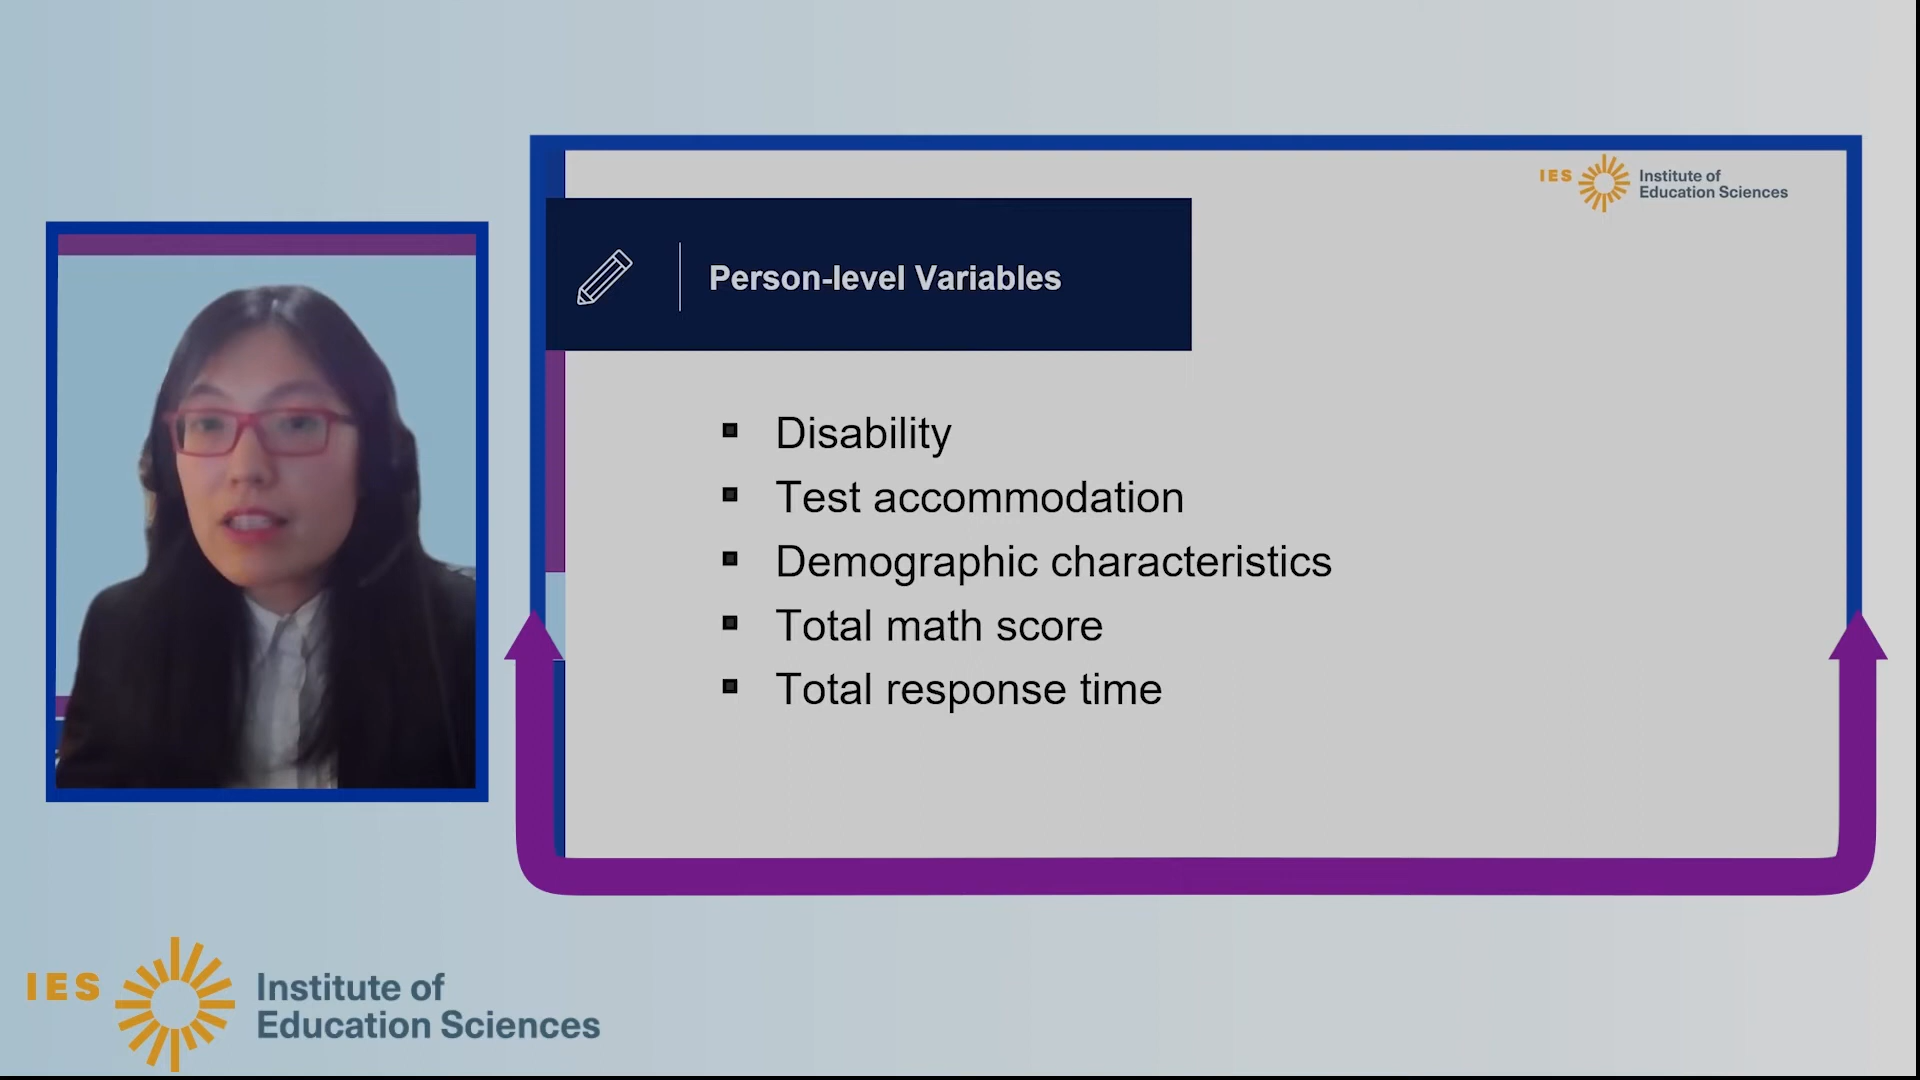 IES
Institute of
Education Sciences
Person-level Variables
Disability
Test accommodation
Demographic characteristics
Total math score
Total response time
IES
Institute of
Education Sciences